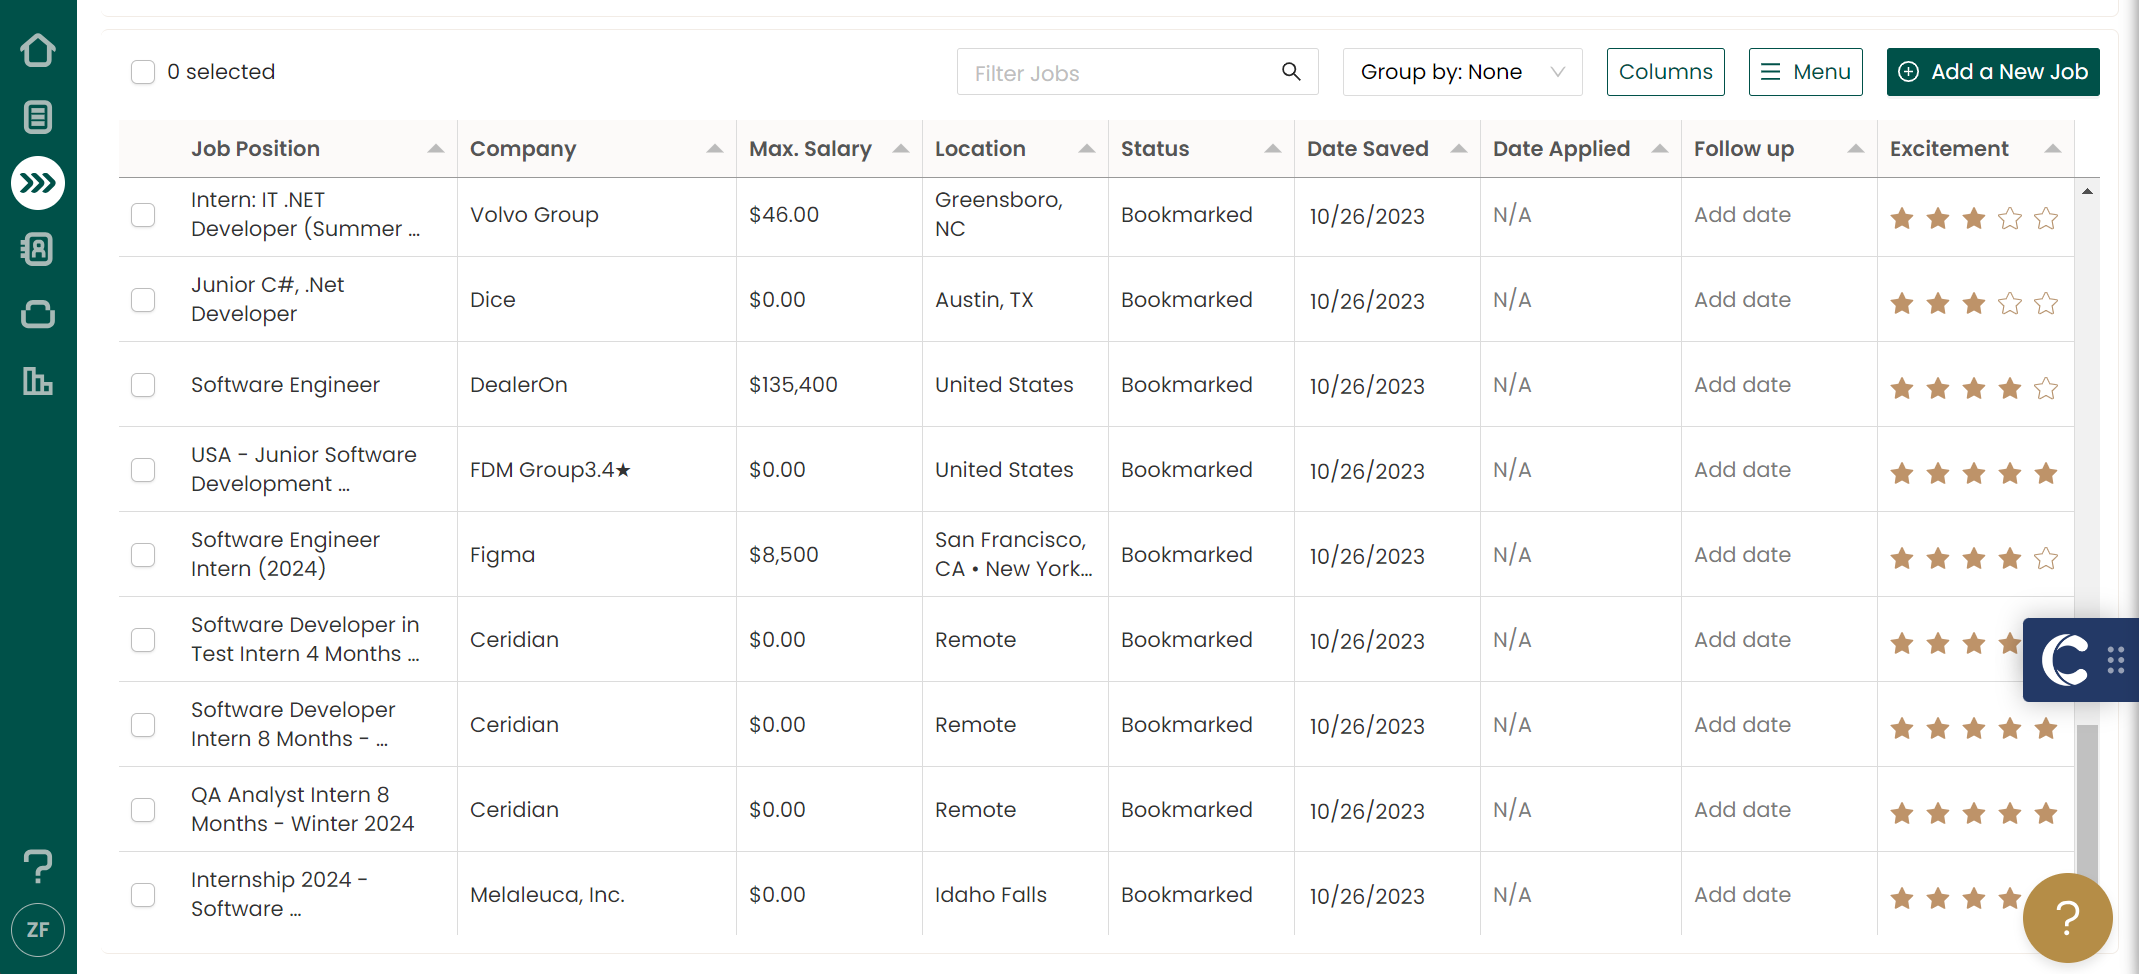 0 selected
Filter Jobs
Group by: None
Columns
Menu
Add a New Job
Job Position Company Max. Salary Location Status Date Saved Date Applied Follow up Excitement
Intern: IT .NET
Developer (Summer ...
Volvo Group
$46.00
Greensboro,
NC
Bookmarked
10/26/2023
N/A
Add date
Junior C#, .Net
Developer
Dice
$0.00
Austin, TX
Bookmarked
10/26/2023
N/A
Add date
Software Engineer
DealerOn
$135,400
United States
Bookmarked
10/26/2023
N/A
Add date
USA - Junior Software
Development ...
FDM Group3.4★
$0.00
United States
Bookmarked
10/26/2023
N/A
Add date
Software Engineer
Intern (2024)
Figma
$8,500
San Francisco,
CA • New York...
Bookmarked
10/26/2023
N/A
Add date
Software Developer in
Test Intern 4 Months ...
Ceridian
$0.00
Remote
Bookmarked
10/26/2023
N/A
Add date
Software Developer
Intern 8 Months - ...
Ceridian
$0.00
Remote
Bookmarked
10/26/2023
N/A
Add date
QA Analyst Intern 8
Months - Winter 2024
Ceridian
$0.00
Remote
Bookmarked
10/26/2023
N/A
Add date
Internship 2024 -
Software ...
Melaleuca, Inc.
$0.00
Idaho Falls
Bookmarked
10/26/2023
N/A
Add date
ZF
?